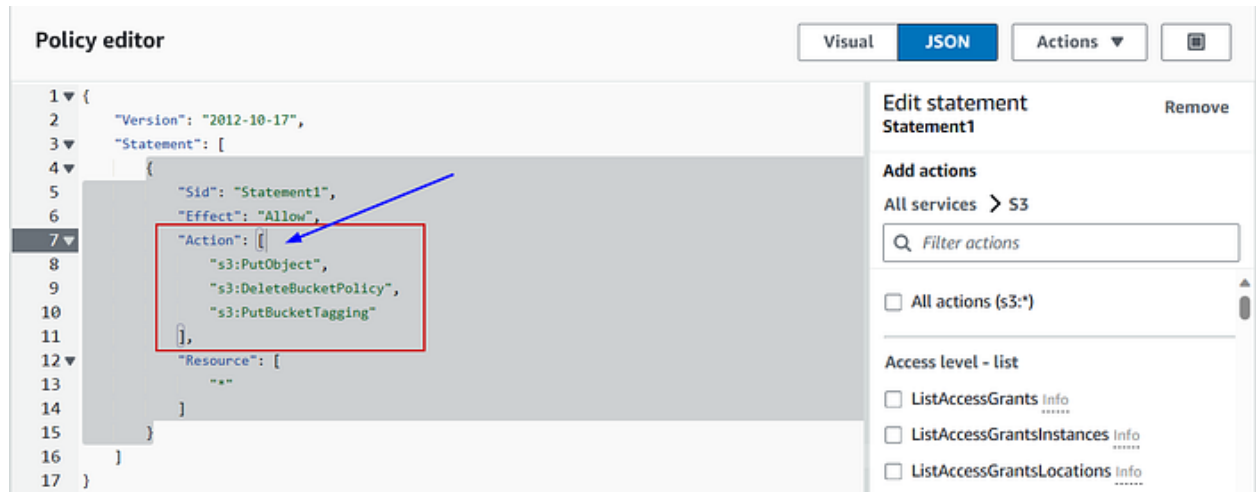 Policy editor
Visual
JSON
Actions ▼
1 ▼ {
2 "Version": "2012-10-17",
3 ▼ "Statement": [
4 ▼ {
5 "Sid": "Statement1",
6 "Effect": "Allow",
7 ▼ "Action": [
8 "s3:PutObject",
9 "s3:DeleteBucketPolicy",
10 "s3:PutBucketTagging"
11 ],
12 ▼ "Resource": [
13 "*"
14 ]
15 }
16 ]
17 }
Edit statement
Remove
Statement1
Add actions
All services > S3
Filter actions
All actions (s3:*)
Access level - list
ListAccessGrants Info
ListAccessGrantsInstances Info
ListAccessGrantsLocations Info